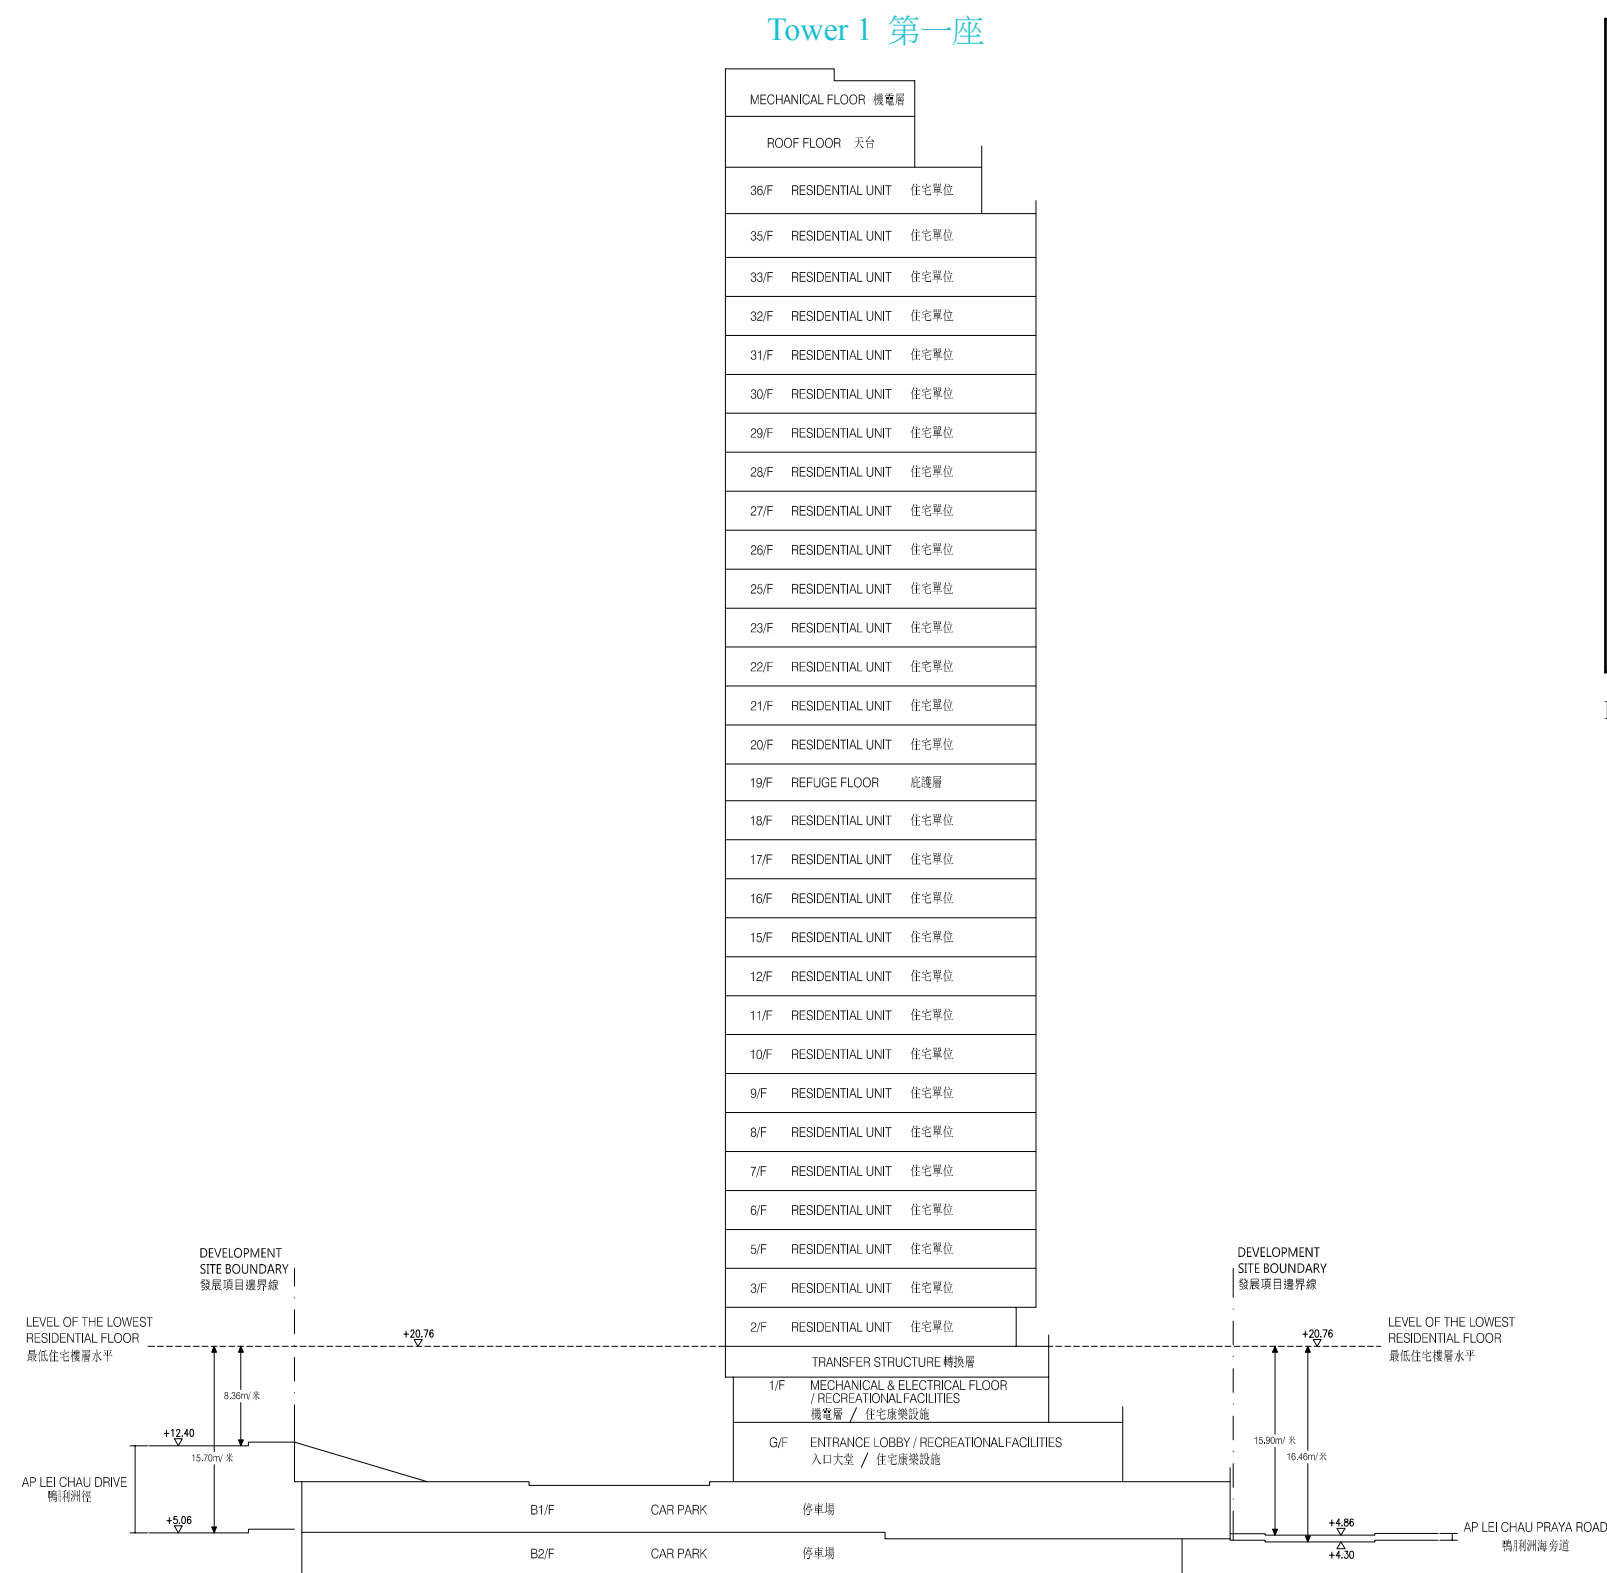 Tower 1 第一座
MECHANICAL FLOOR 機電層
ROOF FLOOR 天台
36/F RESIDENTIAL UNIT 住宅單位
35/F RESIDENTIAL UNIT 住宅單位
33/F RESIDENTIAL UNIT 住宅單位
32/F RESIDENTIAL UNIT 住宅單位
31/F RESIDENTIAL UNIT 住宅單位
30/F RESIDENTIAL UNIT 住宅單位
29/F RESIDENTIAL UNIT 住宅單位
28/F RESIDENTIAL UNIT 住宅單位
27/F RESIDENTIAL UNIT 住宅單位
26/F RESIDENTIAL UNIT 住宅單位
25/F RESIDENTIAL UNIT 住宅單位
23/F RESIDENTIAL UNIT 住宅單位
22/F RESIDENTIAL UNIT 住宅單位
21/F RESIDENTIAL UNIT 住宅單位
20/F RESIDENTIAL UNIT 住宅單位
19/F REFUGE FLOOR 庇護層
18/F RESIDENTIAL UNIT 住宅單位
17/F RESIDENTIAL UNIT 住宅單位
16/F RESIDENTIAL UNIT 住宅單位
15/F RESIDENTIAL UNIT 住宅單位
12/F RESIDENTIAL UNIT 住宅單位
11/F RESIDENTIAL UNIT 住宅單位
10/F RESIDENTIAL UNIT 住宅單位
9/F RESIDENTIAL UNIT 住宅單位
8/F RESIDENTIAL UNIT 住宅單位
7/F RESIDENTIAL UNIT 住宅單位
6/F RESIDENTIAL UNIT 住宅單位
5/F RESIDENTIAL UNIT 住宅單位
3/F RESIDENTIAL UNIT 住宅單位
2/F RESIDENTIAL UNIT 住宅單位
TRANSFER STRUCTURE 轉換層
1/F MECHANICAL & ELECTRICAL FLOOR
/ RECREATIONAL FACILITIES
機電層 / 住宅康樂設施
G/F ENTRANCE LOBBY / RECREATIONAL FACILITIES
入口大堂 / 住宅康樂設施
B1/F CAR PARK 停車場
B2/F CAR PARK 停車場
DEVELOPMENT
SITE BOUNDARY
發展項目邊界線
LEVEL OF THE LOWEST
RESIDENTIAL FLOOR
最低住宅樓層水平
+20.76
8.36m/米
+12.40
15.70m/米
AP LEI CHAU DRIVE
鴨脷洲徑
+5.06
DEVELOPMENT
SITE BOUNDARY
發展項目邊界線
+20.76
LEVEL OF THE LOWEST
RESIDENTIAL FLOOR
最低住宅樓層水平
15.90m/米
16.46m/米
+4.86
+4.30
AP LEI CHAU PRAYA ROAD
鴨脷洲海旁道